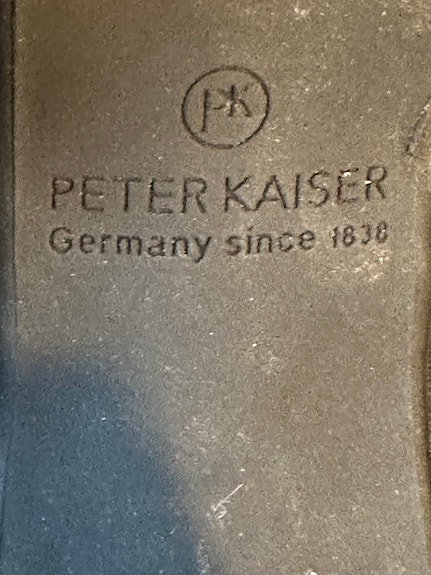 PK
PETER KAISER
Germany since 1838